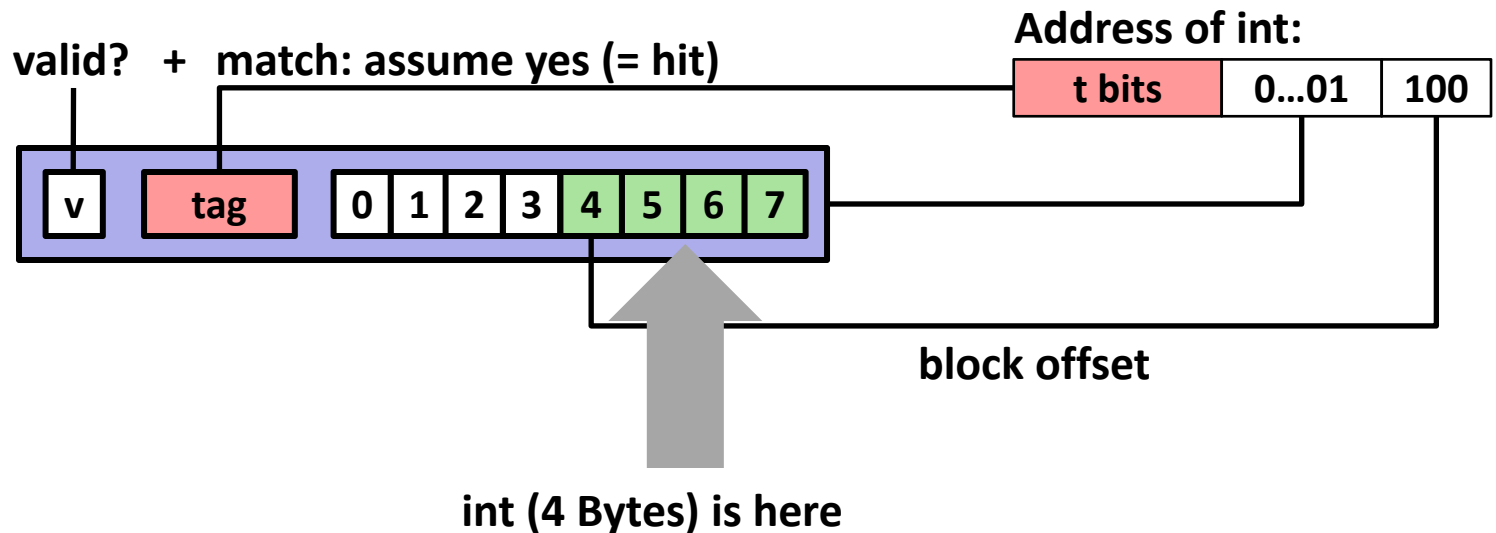 Address of int:
valid? + match: assume yes (= hit)
t bits 0...01 100
v tag 0 1 2 3 4 5 6 7
block offset
int (4 Bytes) is here